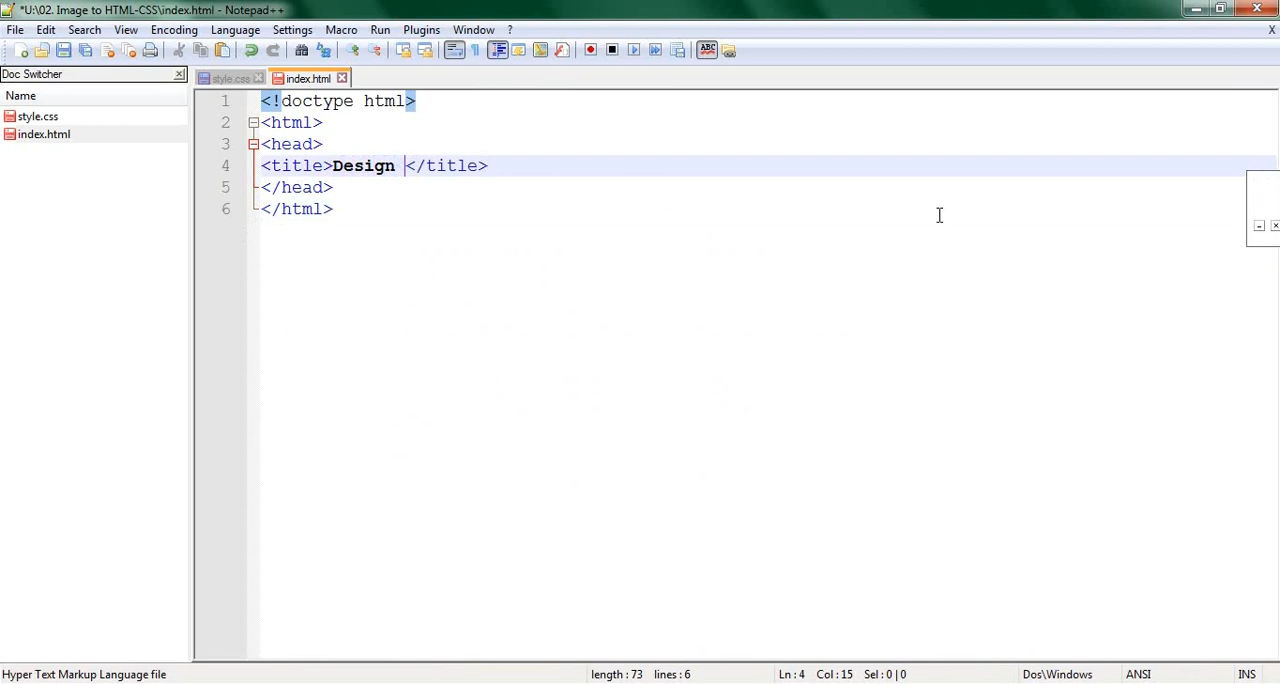 *U:\02. Image to HTML-CSS\index.html - Notepad++
File Edit Search View Encoding Language Settings Macro Run Plugins Window ? X
Doc Switcher
style.css index.html
Name
style.css
index.html
1 <!doctype html>
2 <html>
3 <head>
4 <title>Design </title>
5 </head>
6 </html>
Hyper Text Markup Language file length : 73 lines : 6 Ln : 4 Col : 15 Sel : 0 | 0 Dos\Windows ANSI INS